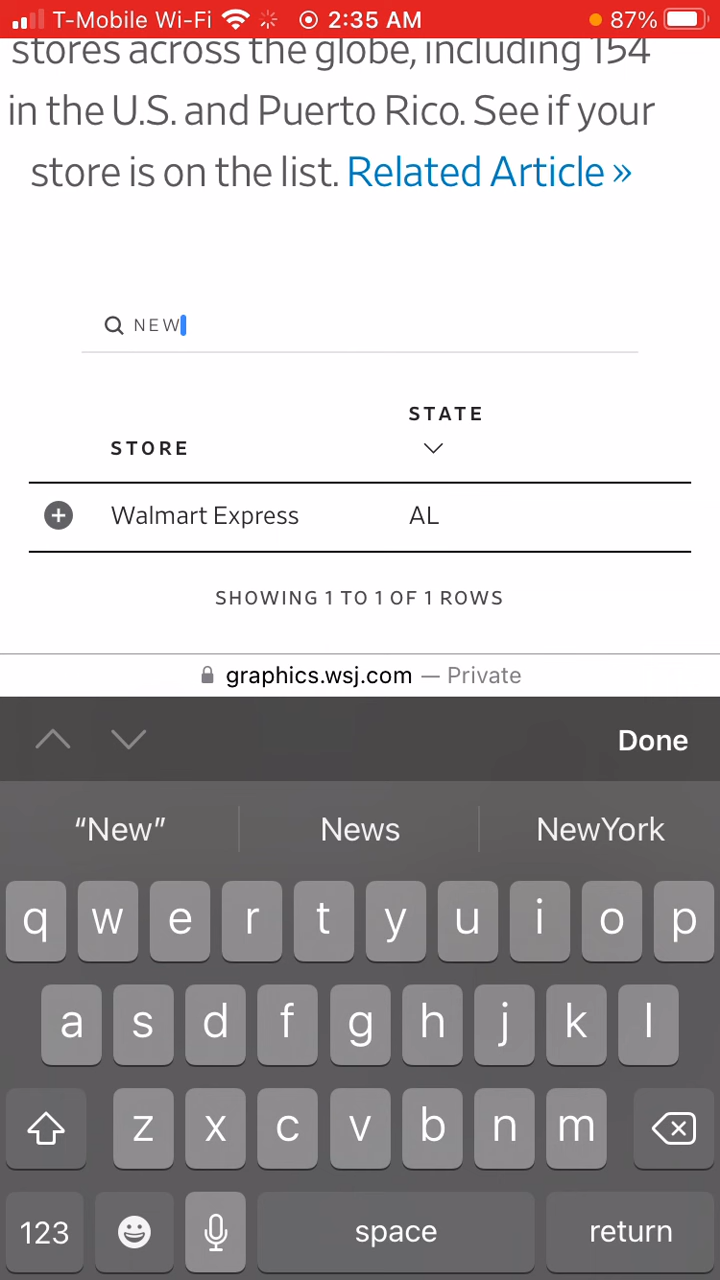 T-Mobile Wi-Fi 2:35 AM 87%
stores across the globe, including 154
in the U.S. and Puerto Rico. See if your
store is on the list. Related Article »
NEW
STATE
STORE
Walmart Express AL
SHOWING 1 TO 1 OF 1 ROWS
graphics.wsj.com — Private
Done
“New” News NewYork
q w e r t y u i o p
a s d f g h j k l
z x c v b n m
123 space return